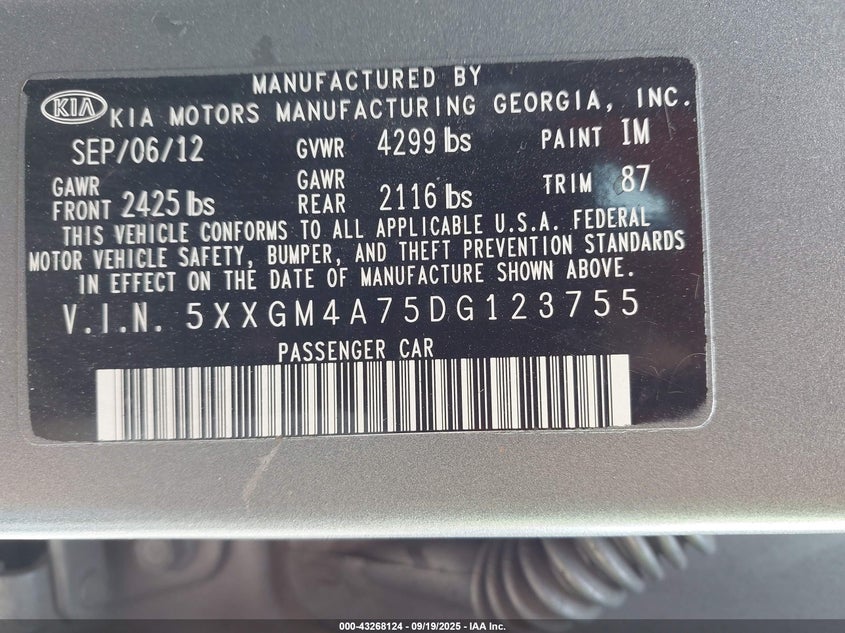 MANUFACTURED BY
KIA KIA MOTORS MANUFACTURING GEORGIA, INC.
SEP/06/12 GVWR 4299 lbs PAINT IM
GAWR FRONT 2425 lbs GAWR REAR 2116 lbs TRIM 87
THIS VEHICLE CONFORMS TO ALL APPLICABLE U.S.A. FEDERAL
MOTOR VEHICLE SAFETY, BUMPER, AND THEFT PREVENTION STANDARDS
IN EFFECT ON THE DATE OF MANUFACTURE SHOWN ABOVE.
V.I.N. 5XXGM4A75DG123755
PASSENGER CAR
000-43268124 - 09/19/2025 - IAA Inc.